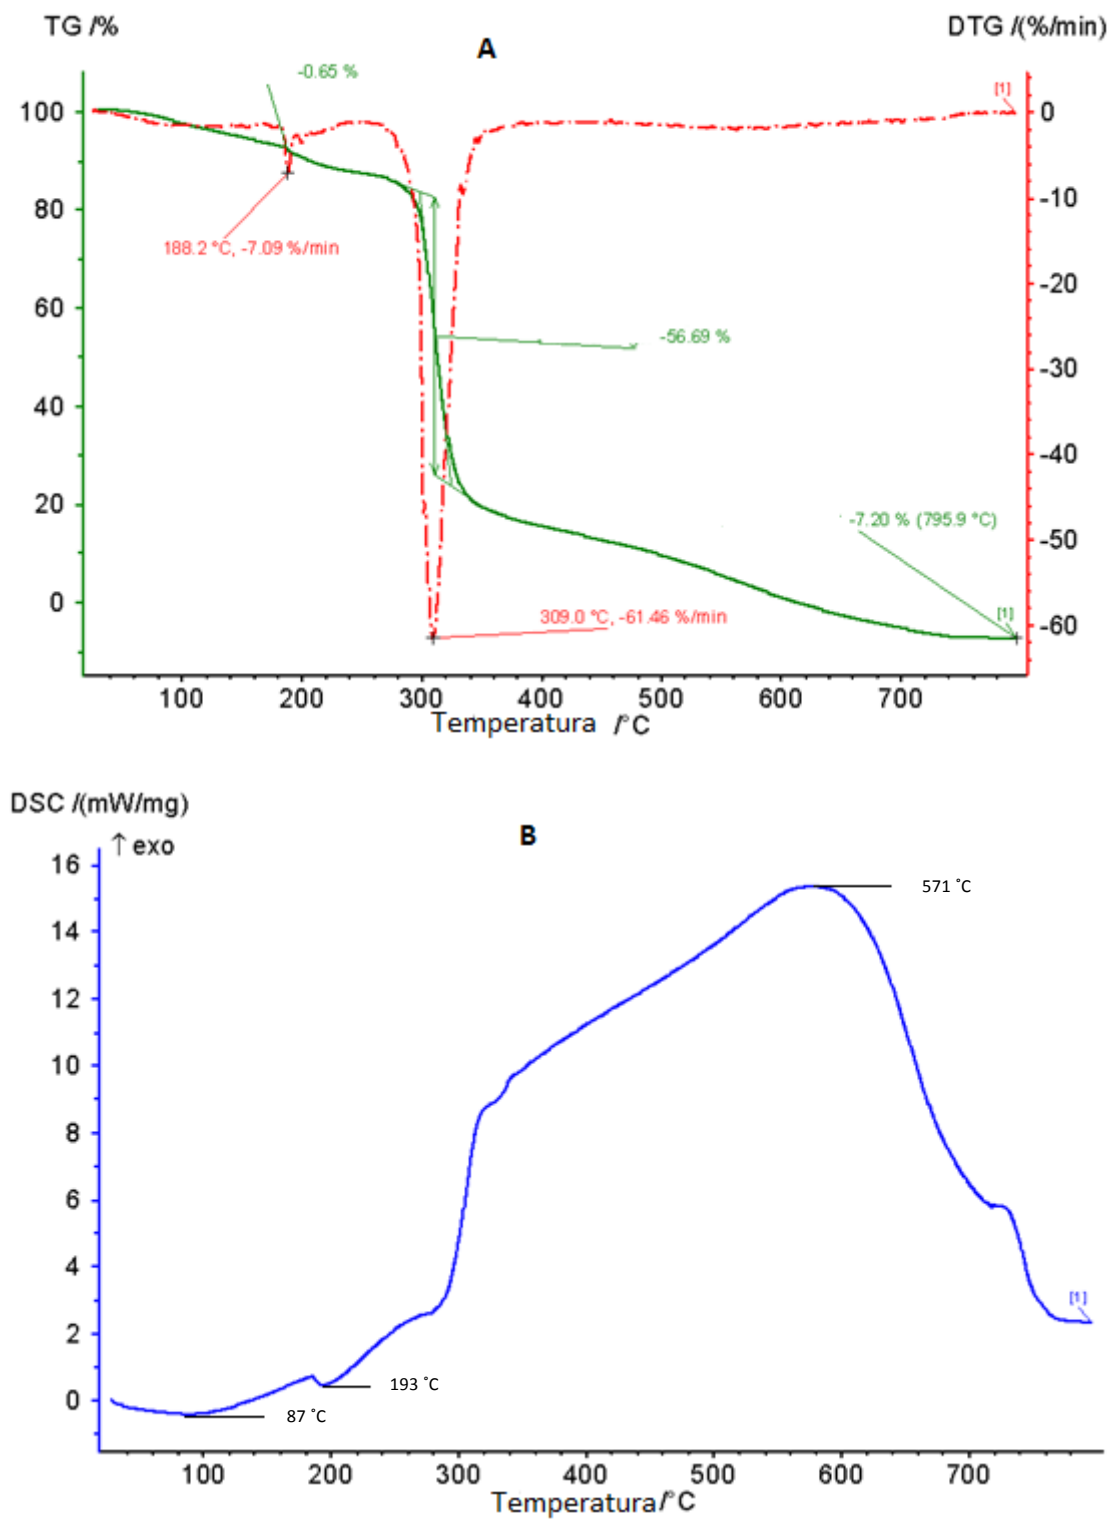 TG /%
A
DTG /(%/min)
-0.65 %
[1]
100
0
188.2 °C, -7.09 %/min
80
-10
-20
60
-56.69 %
-30
40
-40
20
-7.20 % (795.9 °C)
-50
0
309.0 °C, -61.46 %/min
[1]
-60
100 200 300 400 500 600 700
Temperatura /°C
DSC /(mW/mg)
B
↑ exo
16
571 °C
14
12
10
8
6
4
[1]
2
193 °C
0
87 °C
100 200 300 400 500 600 700
Temperatura/°C